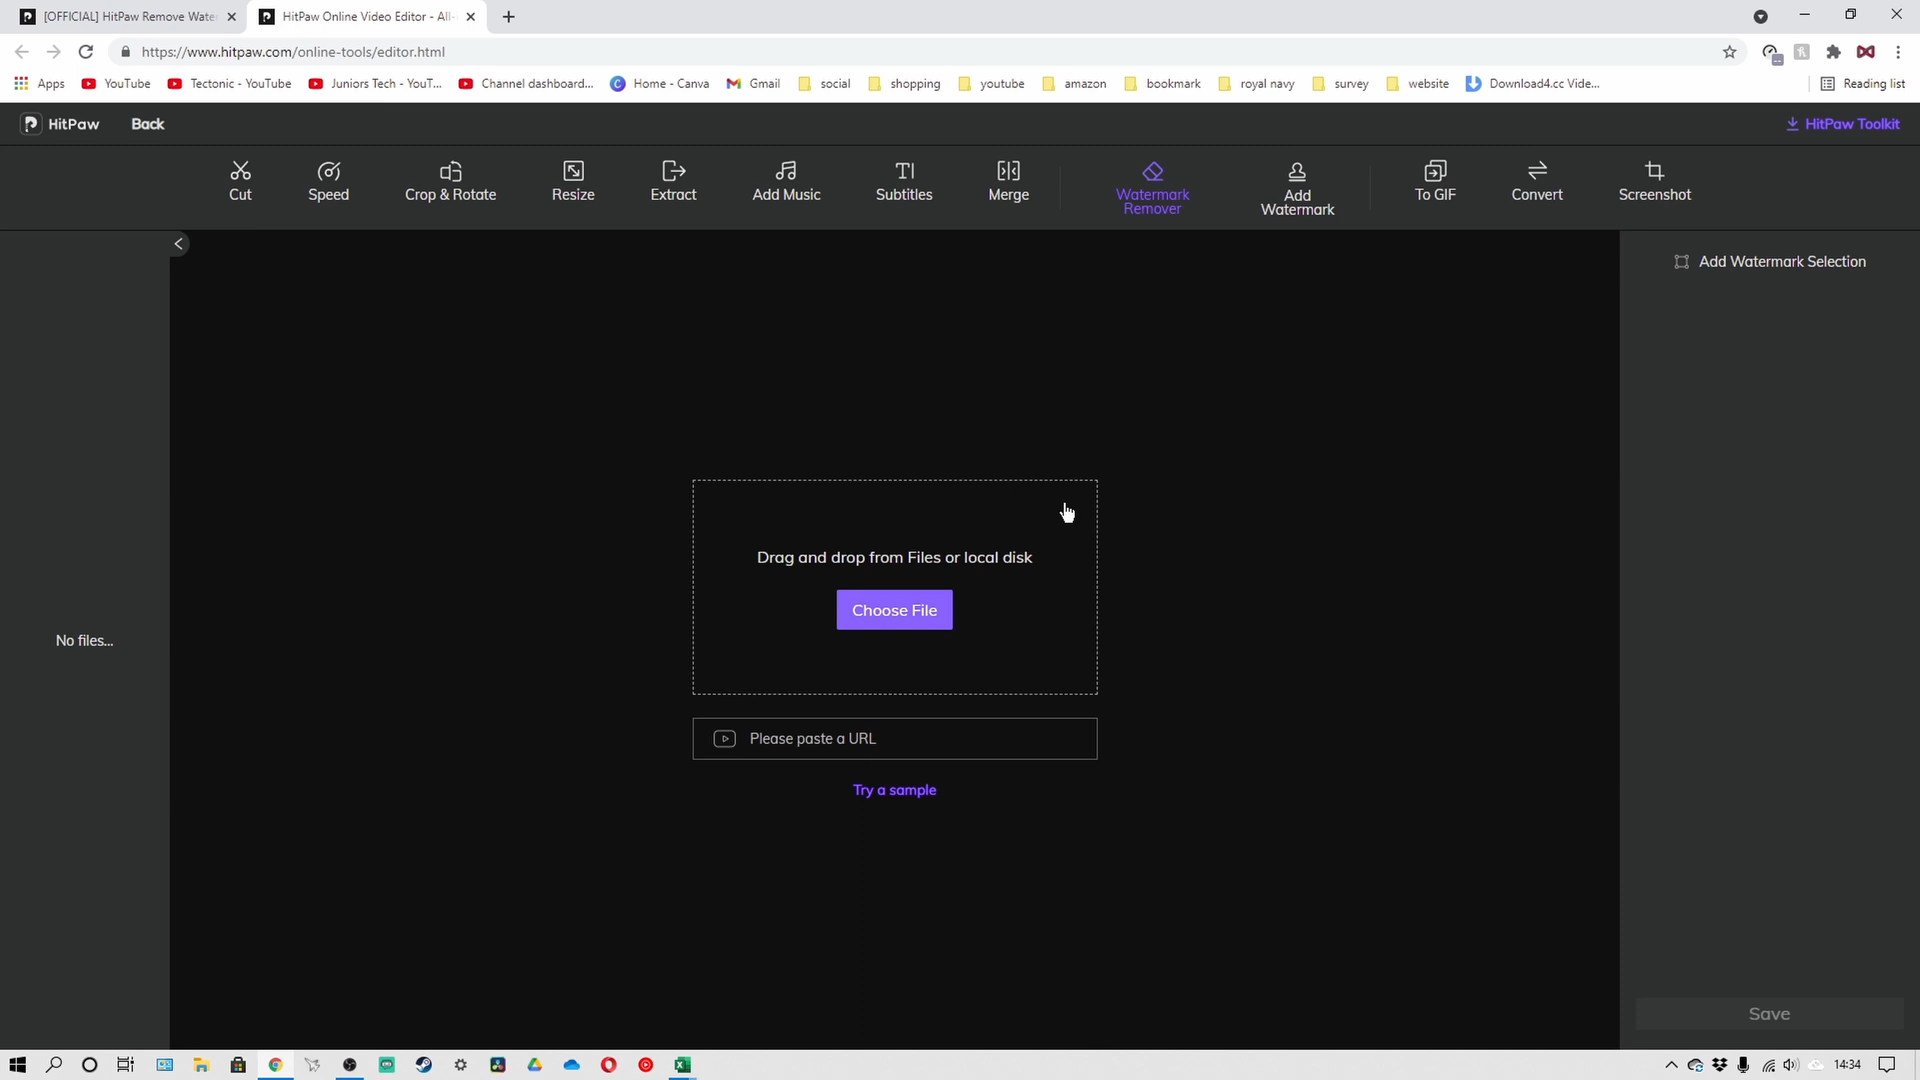 [OFFICIAL] HitPaw Remove Water
HitPaw Online Video Editor - All-
https://www.hitpaw.com/online-tools/editor.html
Apps
YouTube
Tectonic - YouTube
Juniors Tech - YouT...
Channel dashboard...
Home - Canva
Gmail
social
shopping
youtube
amazon
bookmark
royal navy
survey
website
Download4.cc Vide...
Reading list
HitPaw
Back
HitPaw Toolkit
Cut
Speed
Crop & Rotate
Resize
Extract
Add Music
Subtitles
Merge
Watermark
Remover
Add
Watermark
To GIF
Convert
Screenshot
Add Watermark Selection
Drag and drop from Files or local disk
Choose File
No files...
Please paste a URL
Try a sample
Save
14:34